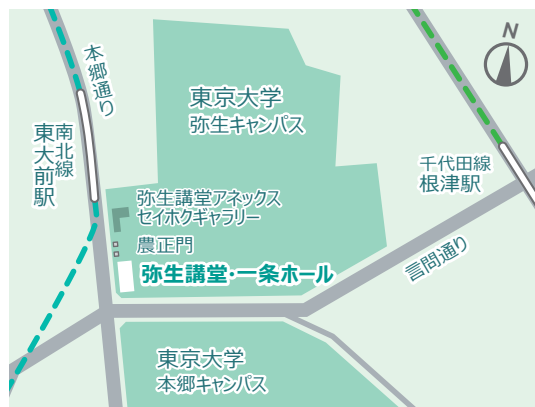 N
本郷通り
東京大学
弥生キャンパス
南北線
東大前駅
千代田線
根津駅
弥生講堂アネックス
セイホクギャラリー
農正門
弥生講堂・一条ホール
言問通り
東京大学
本郷キャンパス